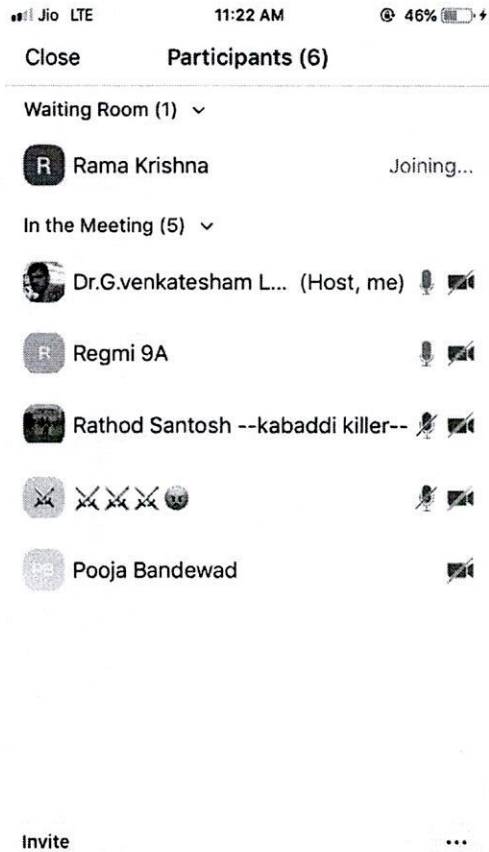 Jio LTE 11:22 AM 46%
Close Participants (6)
Waiting Room (1)
R Rama Krishna Joining...
In the Meeting (5)
Dr.G.venkatesham L... (Host, me)
R Regmi 9A
Rathod Santosh --kabaddi killer--
⚔⚔⚔😡
PB Pooja Bandewad
Invite ...